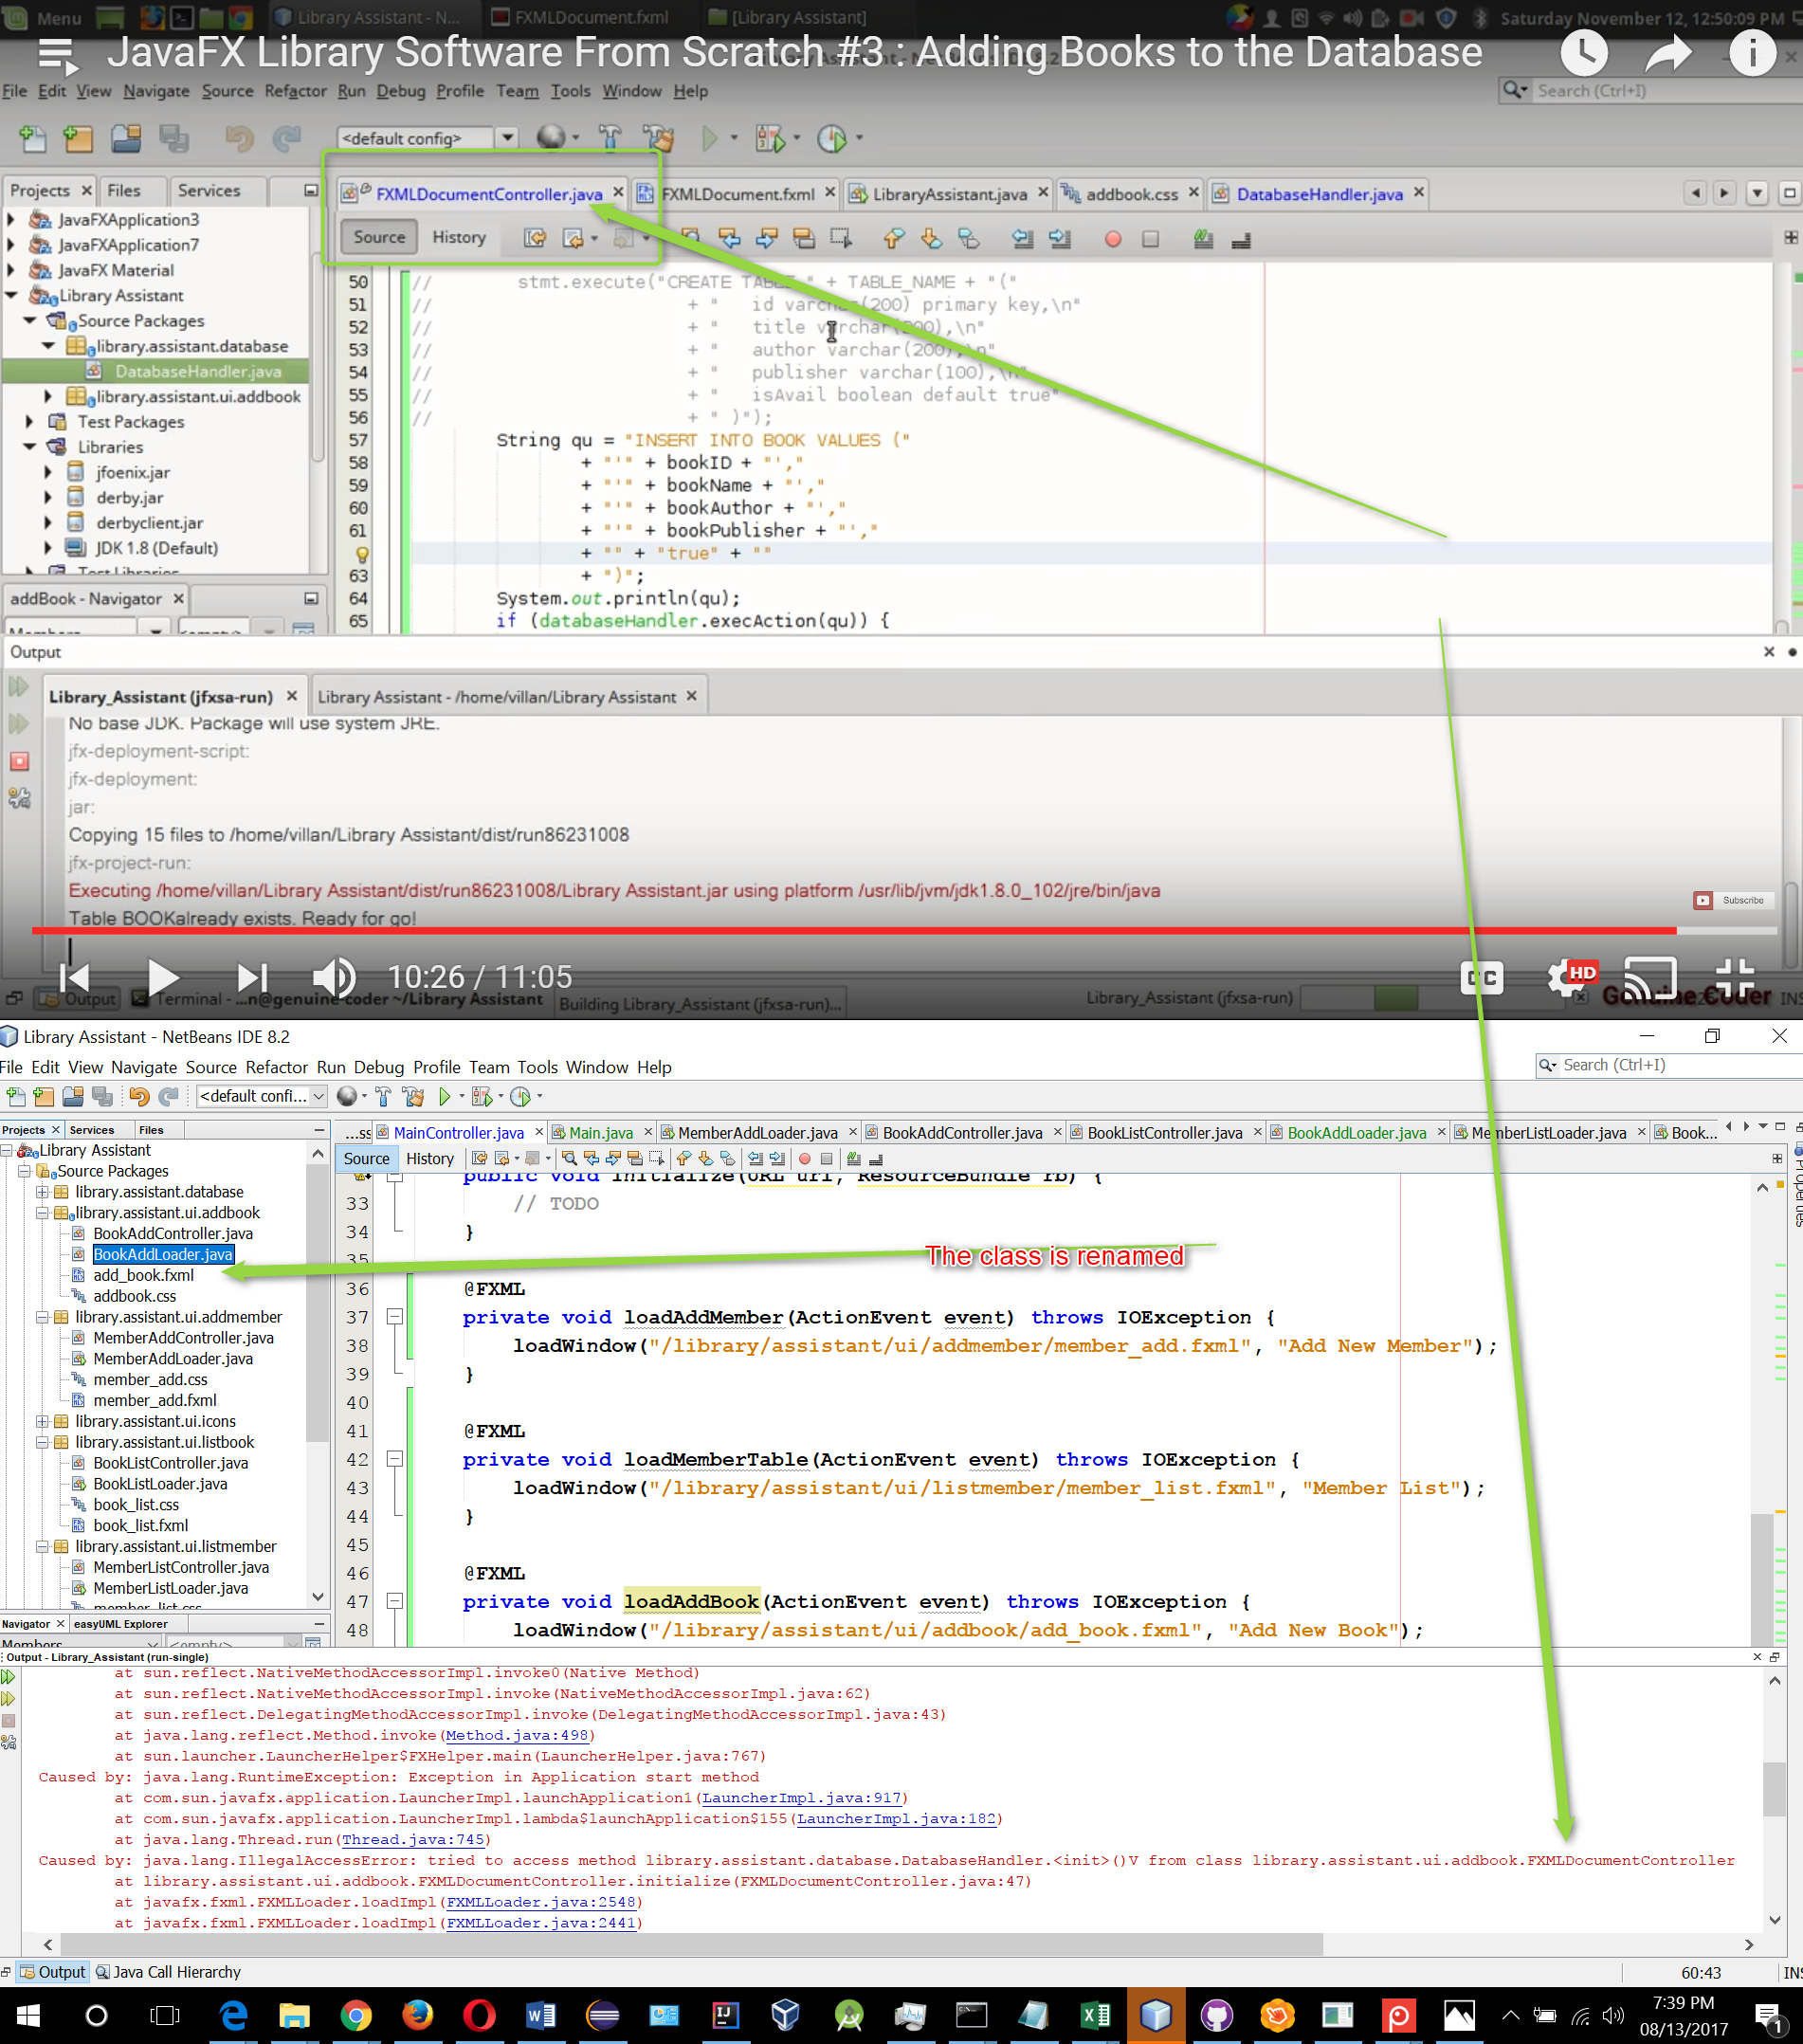 Menu
Library Assistant - N...
FXMLDocument.fxml
[Library Assistant]
Saturday November 12, 12:50:09 PM
JavaFX Library Software From Scratch #3 : Adding Books to the Database
File Edit View Navigate Source Refactor Run Debug Profile Team Tools Window Help
Search (Ctrl+I)
<default config>
Projects Files Services
FXMLDocumentController.java FXMLDocument.fxml LibraryAssistant.java addbook.css DatabaseHandler.java
Source History
JavaFXApplication3
JavaFXApplication7
JavaFX Material
Library Assistant
Source Packages
library.assistant.database
DatabaseHandler.java
library.assistant.ui.addbook
Test Packages
Libraries
jfoenix.jar
derby.jar
derbyclient.jar
JDK 1.8 (Default)
Test Libraries
addBook - Navigator
Members <empty>
50 // stmt.execute("CREATE TABLE " + TABLE_NAME + "("
51 // + " id varchar(200) primary key,\n"
52 // + " title varchar(200),\n"
53 // + " author varchar(200),\n"
54 // + " publisher varchar(100),\n"
55 // + " isAvail boolean default true"
56 // + " )");
57 String qu = "INSERT INTO BOOK VALUES ("
58 + "'" + bookID + "',"
59 + "'" + bookName + "',"
60 + "'" + bookAuthor + "',"
61 + "'" + bookPublisher + "',"
+ "" + "true" + ""
63 + ")";
64 System.out.println(qu);
65 if (databaseHandler.execAction(qu)) {
Output
Library_Assistant (jfxsa-run) Library Assistant - /home/villan/Library Assistant
No base JDK. Package will use system JRE.
jfx-deployment-script:
jfx-deployment:
jar:
Copying 15 files to /home/villan/Library Assistant/dist/run86231008
jfx-project-run:
Executing /home/villan/Library Assistant/dist/run86231008/Library Assistant.jar using platform /usr/lib/jvm/jdk1.8.0_102/jre/bin/java
Table BOOKalready exists. Ready for go!
Subscribe
10:26 / 11:05
CC HD
Output Terminal - ...n@genuine-coder ~/Library Assistant Building Library_Assistant (jfxsa-run)... Library_Assistant (jfxsa-run) Genuine Coder INS
Library Assistant - NetBeans IDE 8.2
File Edit View Navigate Source Refactor Run Debug Profile Team Tools Window Help
Search (Ctrl+I)
<default confi...
Projects Services Files
...ss MainController.java Main.java MemberAddLoader.java BookAddController.java BookListController.java BookAddLoader.java MemberListLoader.java Book...
Source History
Library Assistant
Source Packages
library.assistant.database
library.assistant.ui.addbook
BookAddController.java
BookAddLoader.java
add_book.fxml
addbook.css
library.assistant.ui.addmember
MemberAddController.java
MemberAddLoader.java
member_add.css
member_add.fxml
library.assistant.ui.icons
library.assistant.ui.listbook
BookListController.java
BookListLoader.java
book_list.css
book_list.fxml
library.assistant.ui.listmember
MemberListController.java
MemberListLoader.java
member_list.css
Navigator easyUML Explorer
Members <empty>
public void initialize(URL url, ResourceBundle rb) {
33 // TODO
34 }
35
The class is renamed
36 @FXML
37 private void loadAddMember(ActionEvent event) throws IOException {
38 loadWindow("/library/assistant/ui/addmember/member_add.fxml", "Add New Member");
39 }
40
41 @FXML
42 private void loadMemberTable(ActionEvent event) throws IOException {
43 loadWindow("/library/assistant/ui/listmember/member_list.fxml", "Member List");
44 }
45
46 @FXML
47 private void loadAddBook(ActionEvent event) throws IOException {
48 loadWindow("/library/assistant/ui/addbook/add_book.fxml", "Add New Book");
Output - Library_Assistant (run-single)
at sun.reflect.NativeMethodAccessorImpl.invoke0(Native Method)
at sun.reflect.NativeMethodAccessorImpl.invoke(NativeMethodAccessorImpl.java:62)
at sun.reflect.DelegatingMethodAccessorImpl.invoke(DelegatingMethodAccessorImpl.java:43)
at java.lang.reflect.Method.invoke(Method.java:498)
at sun.launcher.LauncherHelper$FXHelper.main(LauncherHelper.java:767)
Caused by: java.lang.RuntimeException: Exception in Application start method
at com.sun.javafx.application.LauncherImpl.launchApplication1(LauncherImpl.java:917)
at com.sun.javafx.application.LauncherImpl.lambda$launchApplication$155(LauncherImpl.java:182)
at java.lang.Thread.run(Thread.java:745)
Caused by: java.lang.IllegalAccessError: tried to access method library.assistant.database.DatabaseHandler.<init>()V from class library.assistant.ui.addbook.FXMLDocumentController
at library.assistant.ui.addbook.FXMLDocumentController.initialize(FXMLDocumentController.java:47)
at javafx.fxml.FXMLLoader.loadImpl(FXMLLoader.java:2548)
at javafx.fxml.FXMLLoader.loadImpl(FXMLLoader.java:2441)
Output Java Call Hierarchy
60:43 INS
7:39 PM
08/13/2017
1